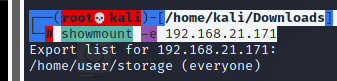 (root💀kali)-[/home/kali/Downloads]
# showmount -e 192.168.21.171
Export list for 192.168.21.171:
/home/user/storage (everyone)